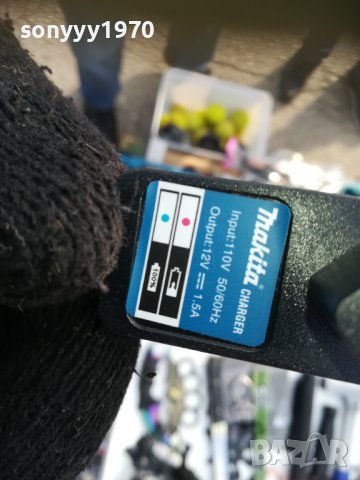 sonyyy1970
makita
CHARGER
Input:110V 50/60Hz
Output:12V ⎓ 1.5A
100%
BAZAR
bg